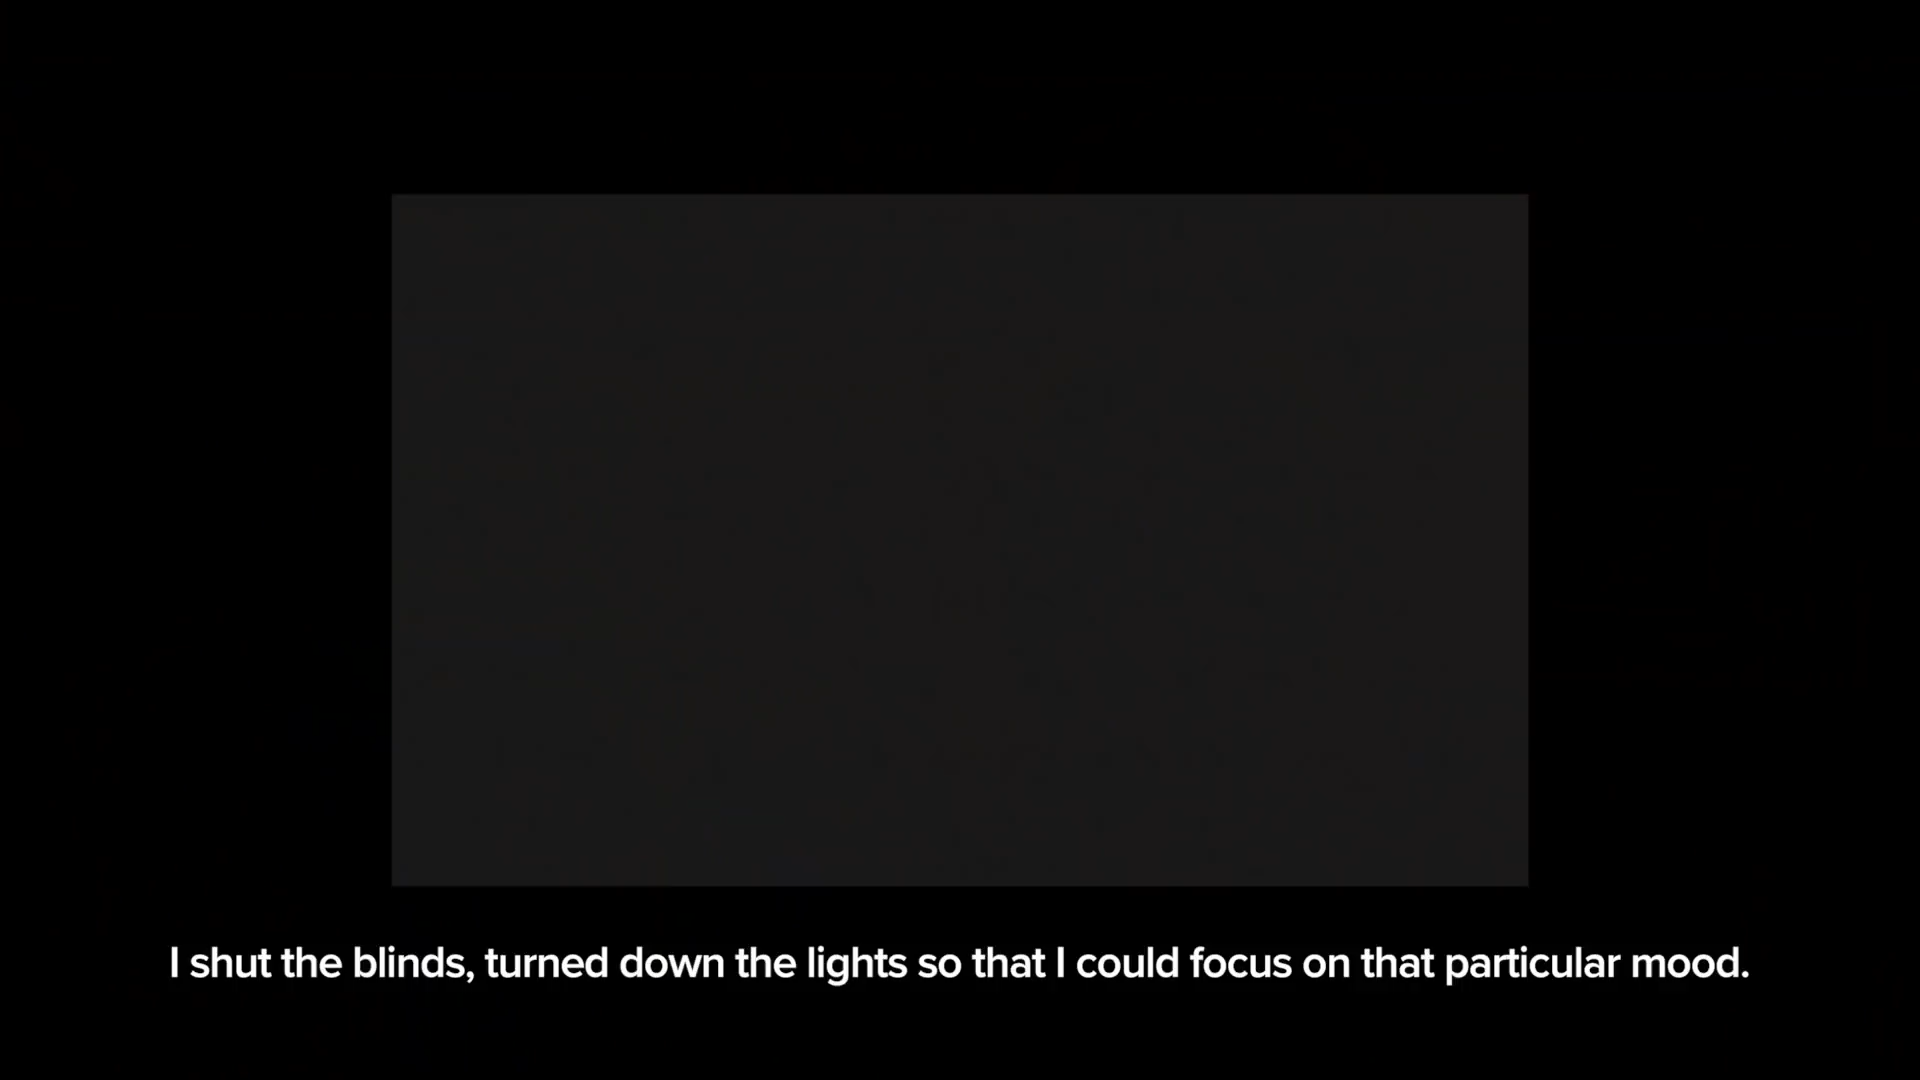 I shut the blinds, turned down the lights so that I could focus on that particular mood.